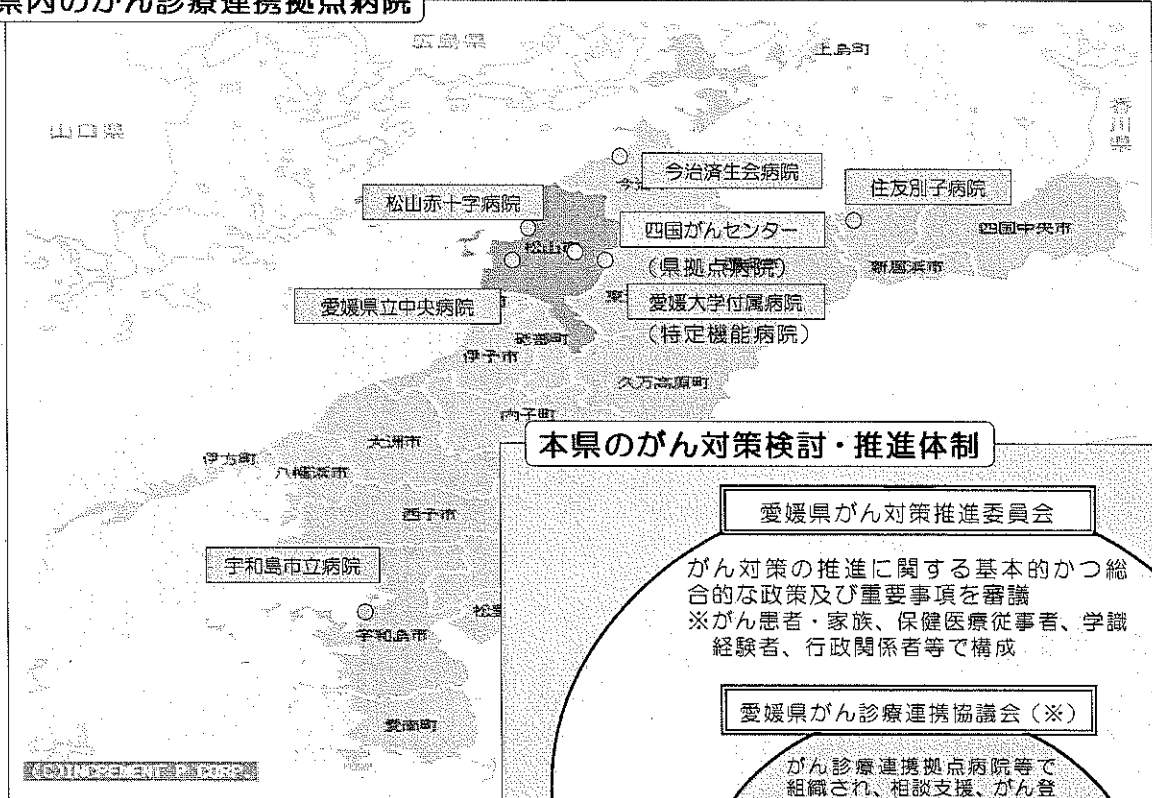 県内のがん診療連携拠点病院
広島県
上島町
山口県
香川県
今治済生会病院
住友別子病院
松山赤十字病院
四国がんセンター
四国中央市
(県拠点病院)
新居浜市
愛媛県立中央病院
愛媛大学付属病院
(特定機能病院)
砥部町
伊予市
久万高原町
内子町
大洲市
伊方町
八幡浜市
西予市
宇和島市立病院
宇和島市
愛南町
(C)INCREMENT P CORP.
本県のがん対策検討・推進体制
愛媛県がん対策推進委員会
がん対策の推進に関する基本的かつ総
合的な政策及び重要事項を審議
※がん患者・家族、保健医療従事者、学識
経験者、行政関係者等で構成
愛媛県がん診療連携協議会(※)
がん診療連携拠点病院等で
組織され、相談支援、がん登